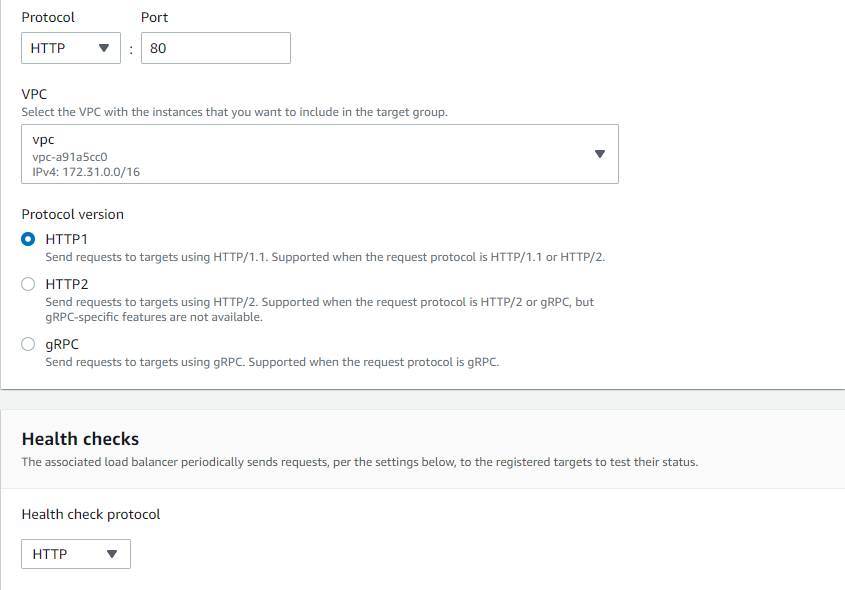 Protocol Port
HTTP : 80
VPC
Select the VPC with the instances that you want to include in the target group.
vpc
vpc-a91a5cc0
IPv4: 172.31.0.0/16
Protocol version
HTTP1
Send requests to targets using HTTP/1.1. Supported when the request protocol is HTTP/1.1 or HTTP/2.
HTTP2
Send requests to targets using HTTP/2. Supported when the request protocol is HTTP/2 or gRPC, but
gRPC-specific features are not available.
gRPC
Send requests to targets using gRPC. Supported when the request protocol is gRPC.
Health checks
The associated load balancer periodically sends requests, per the settings below, to the registered targets to test their status.
Health check protocol
HTTP